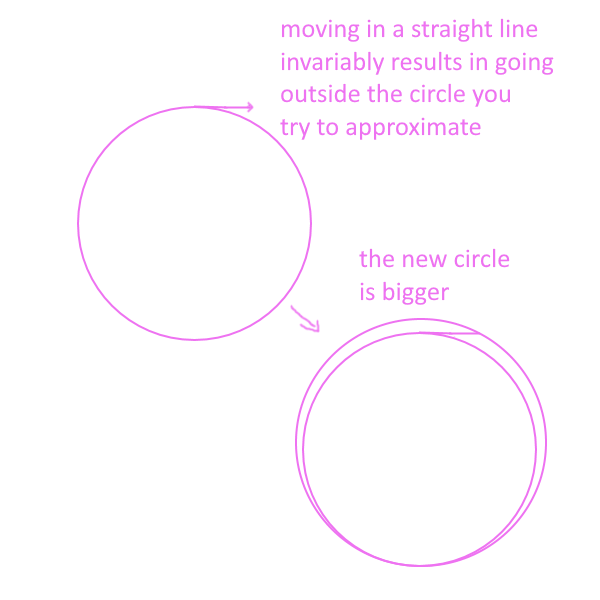 moving in a straight line
invariably results in going
outside the circle you
try to approximate
the new circle
is bigger